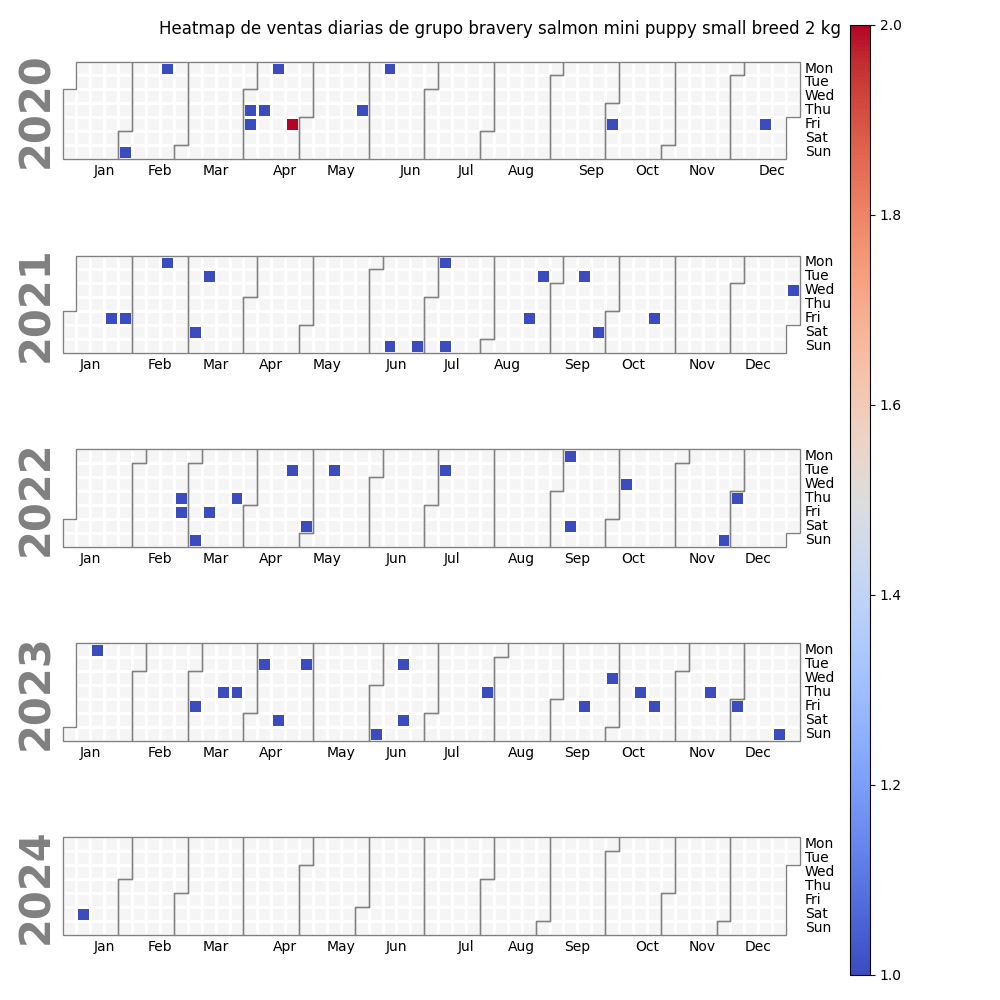 Heatmap de ventas diarias de grupo bravery salmon mini puppy small breed 2 kg
2020
Mon
Tue
Wed
Thu
Fri
Sat
Sun
Jan Feb Mar Apr May Jun Jul Aug Sep Oct Nov Dec
2021
Mon
Tue
Wed
Thu
Fri
Sat
Sun
Jan Feb Mar Apr May Jun Jul Aug Sep Oct Nov Dec
2022
Mon
Tue
Wed
Thu
Fri
Sat
Sun
Jan Feb Mar Apr May Jun Jul Aug Sep Oct Nov Dec
2023
Mon
Tue
Wed
Thu
Fri
Sat
Sun
Jan Feb Mar Apr May Jun Jul Aug Sep Oct Nov Dec
2024
Mon
Tue
Wed
Thu
Fri
Sat
Sun
Jan Feb Mar Apr May Jun Jul Aug Sep Oct Nov Dec
2.0
1.8
1.6
1.4
1.2
1.0